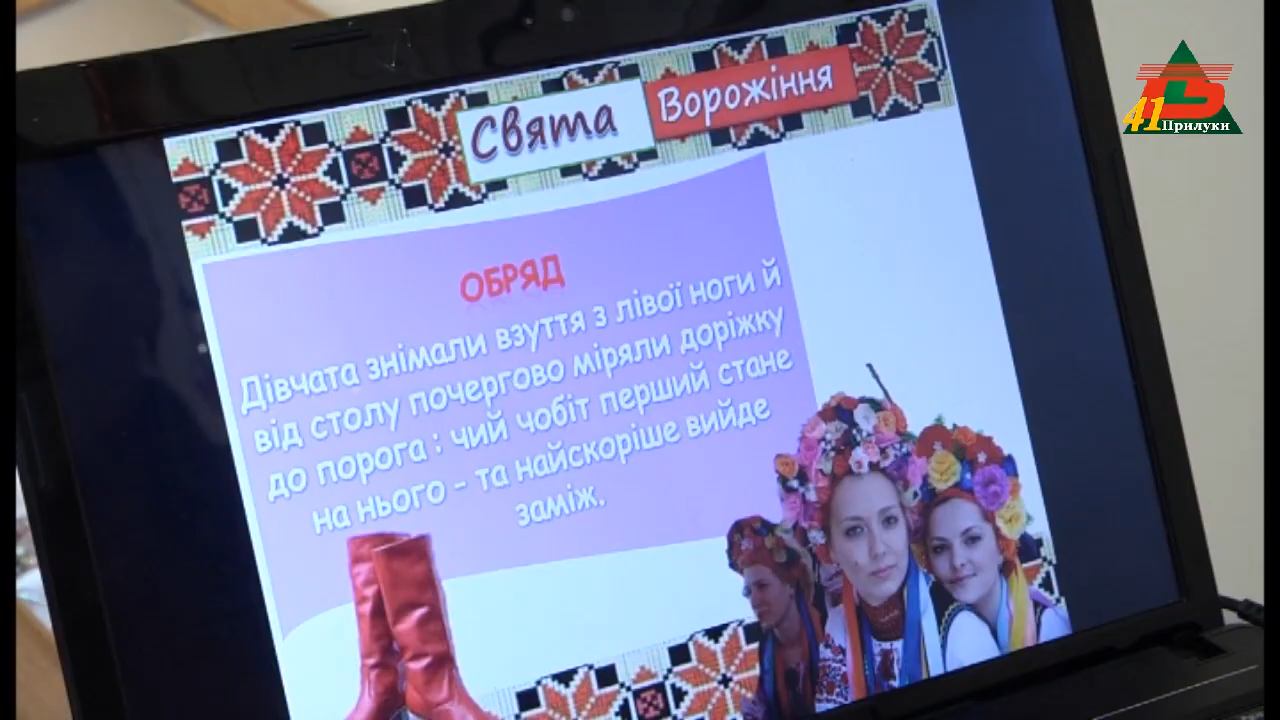 Свята
Ворожіння
ОБРЯД
Дівчата знімали взуття з лівої ноги й
від столу почергово міряли доріжку
до порога : чий чобіт перший стане
на нього – та найскоріше вийде
заміж.
41
Прилуки